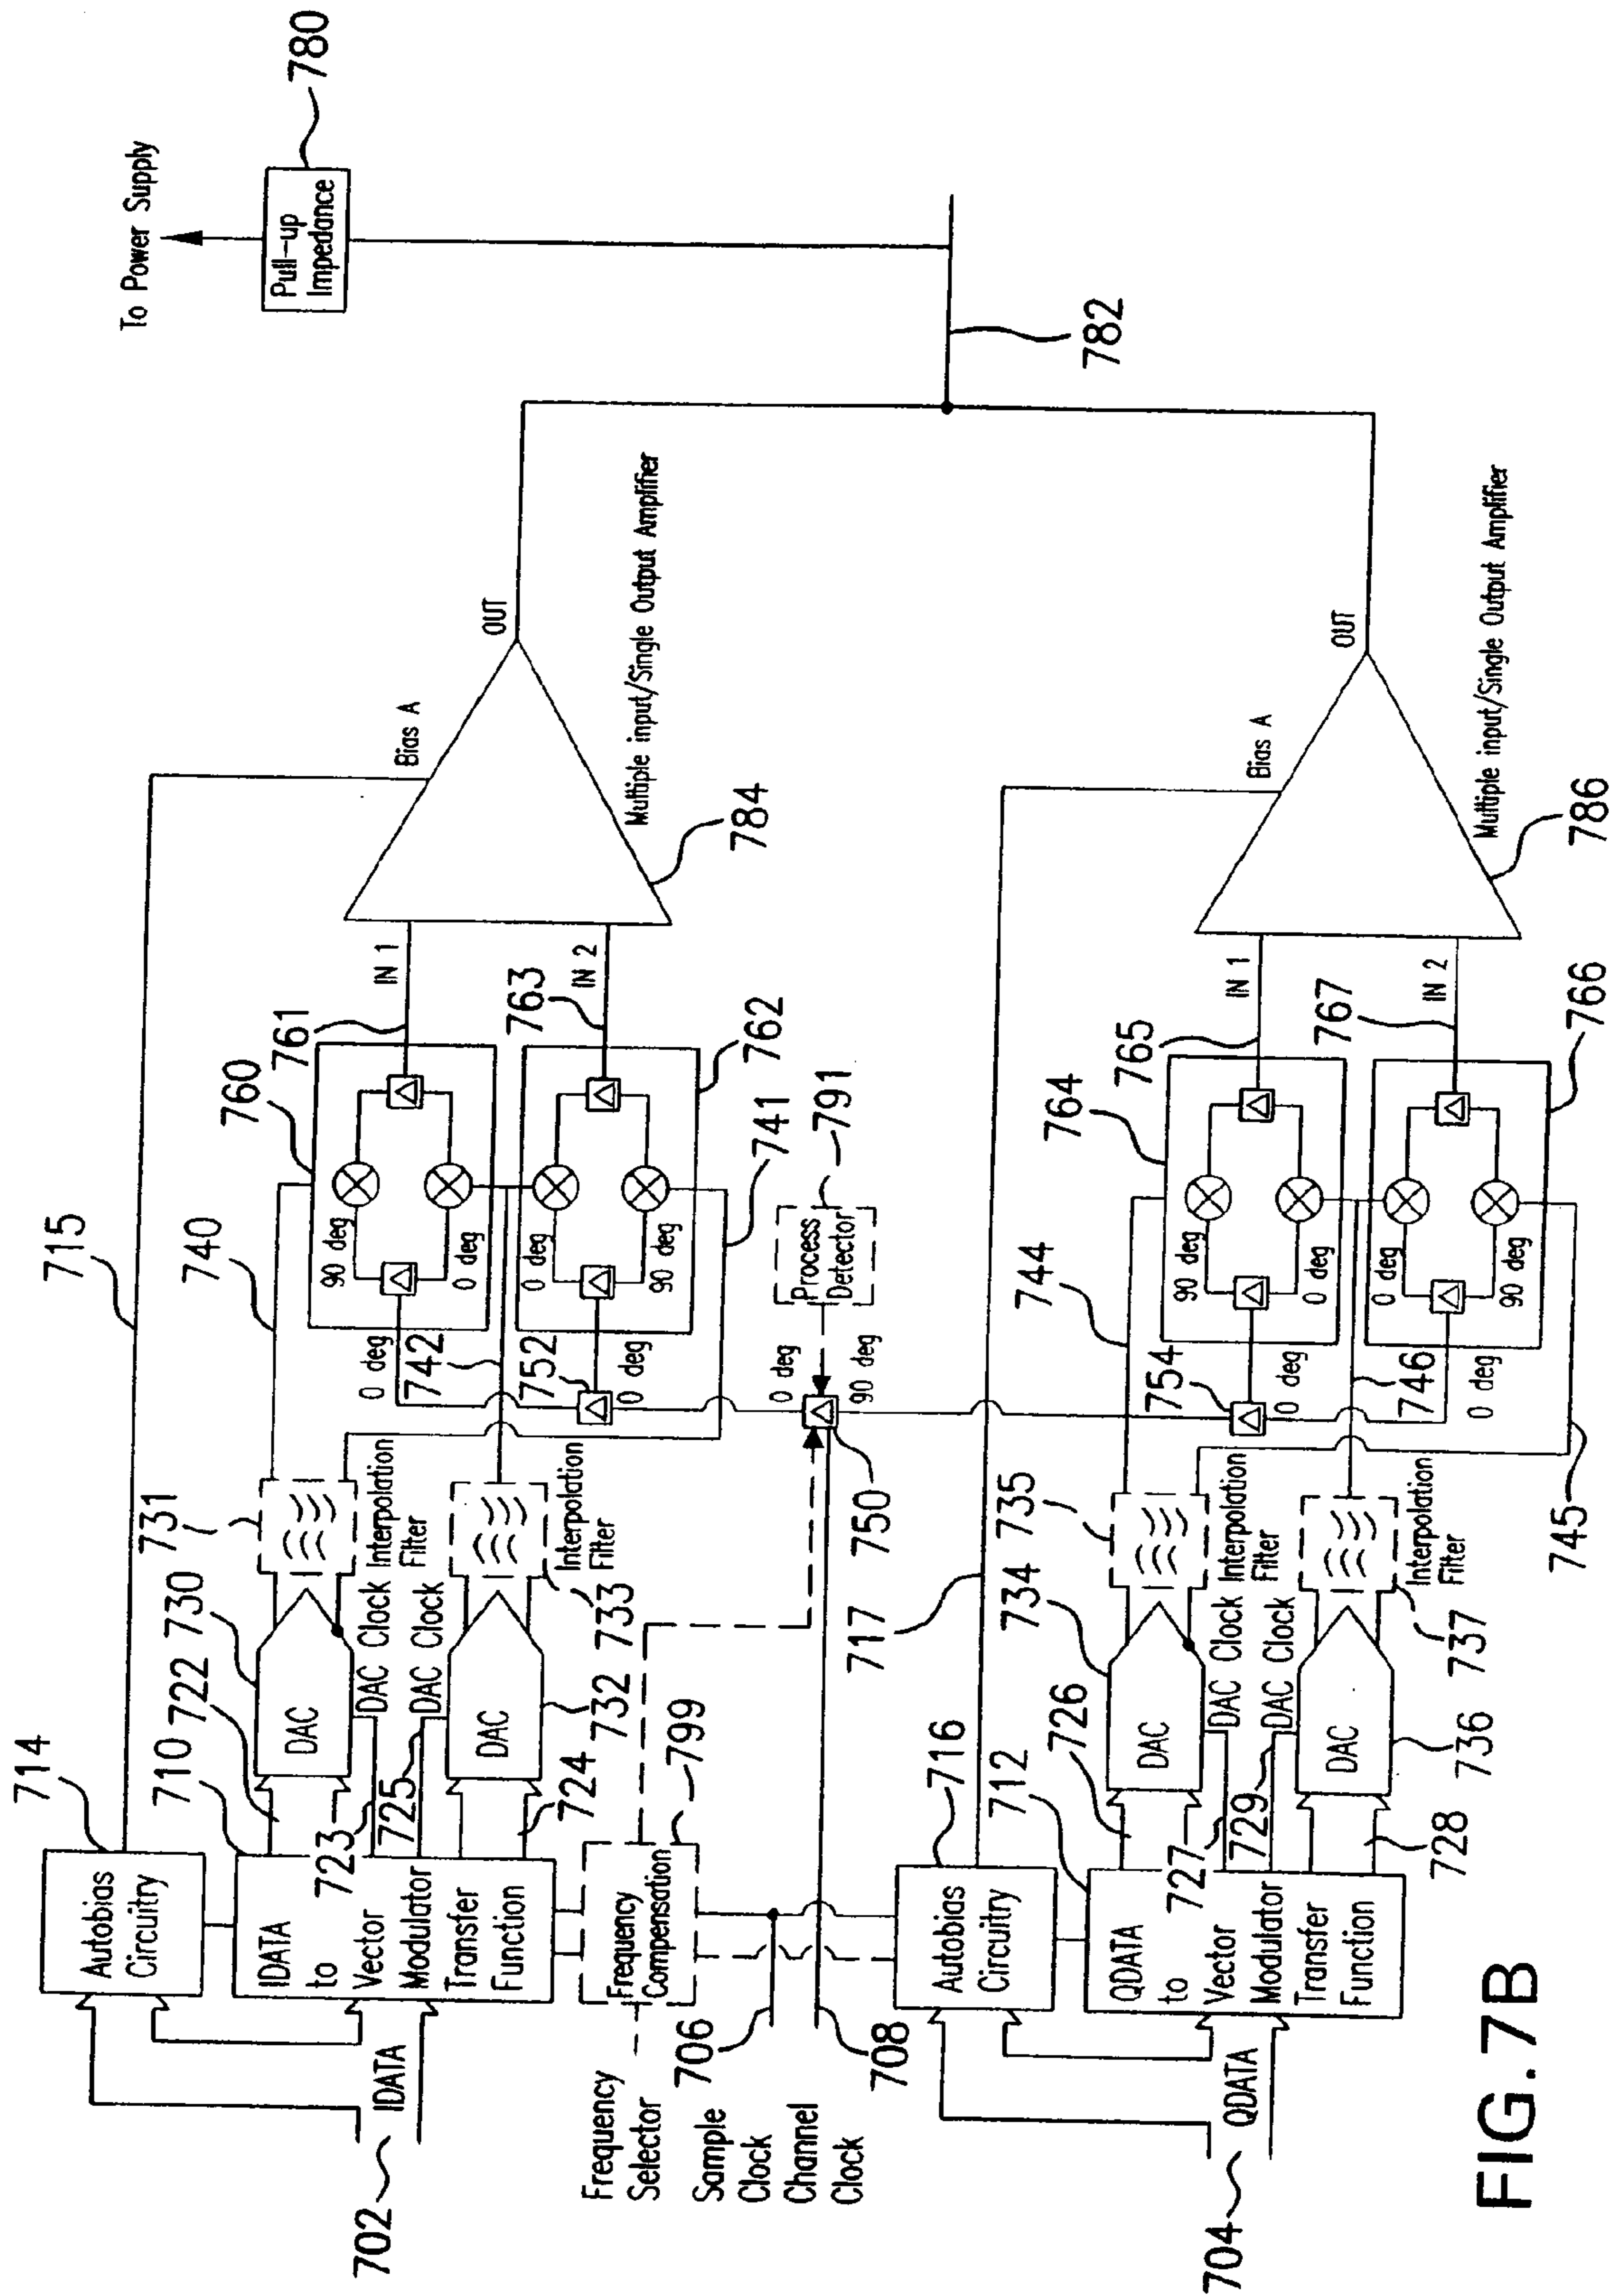 To Power Supply
780
Pull-up
Impedance
782
715
Bias A
OUT
Multiple input/Single Output Amplifier
784
IN 1
IN 2
761
763
760
762
741
740
742
752
90 deg
0 deg
0 deg
90 deg
0 deg
0 deg
791
Process
Detector
0 deg
90 deg
750
714
Autobias
Circuitry
710
722
730
731
DAC
723
DAC Clock
Interpolation
Filter
725
DAC Clock
DAC
732
733
Interpolation
Filter
724
IDATA
to
Vector
Modulator
Transfer
Function
702
IDATA
799
Frequency
Compensation
Frequency
Selector
706
Sample
Clock
708
Channel
Clock
717
Bias A
OUT
Multiple input/Single Output Amplifier
786
IN 1
IN 2
765
767
764
766
744
746
745
754
90 deg
0 deg
0 deg
90 deg
0 deg
0 deg
716
Autobias
Circuitry
712
726
734
735
DAC
727
DAC Clock
Interpolation
Filter
729
DAC Clock
DAC
736
737
Interpolation
Filter
728
QDATA
to
Vector
Modulator
Transfer
Function
704
QDATA
FIG.7B